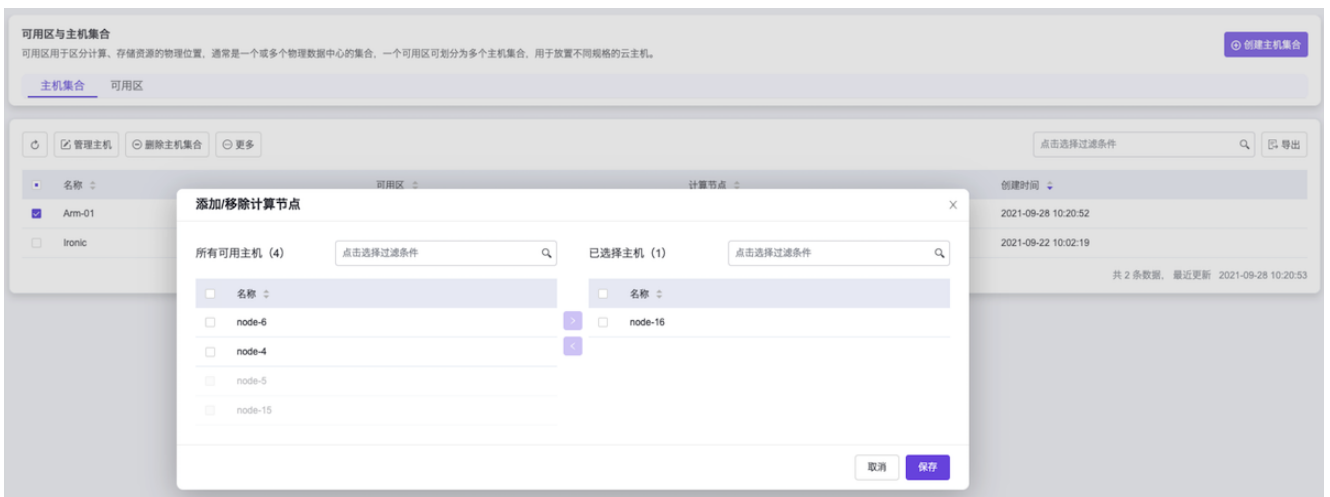 可用区与主机集合
可用区用于区分计算、存储资源的物理位置，通常是一个或多个物理数据中心的集合，一个可用区可划分为多个主机集合，用于放置不同规格的云主机。
创建主机集合
主机集合 可用区
管理主机 删除主机集合 更多 点击选择过滤条件 导出
名称 可用区 计算节点 创建时间
Arm-01 2021-09-28 10:20:52
Ironic 2021-09-22 10:02:19
共 2 条数据， 最近更新 2021-09-28 10:20:53
添加/移除计算节点
所有可用主机（4） 点击选择过滤条件 已选择主机（1） 点击选择过滤条件
名称 名称
node-6 node-16
node-4
node-5
node-15
取消 保存